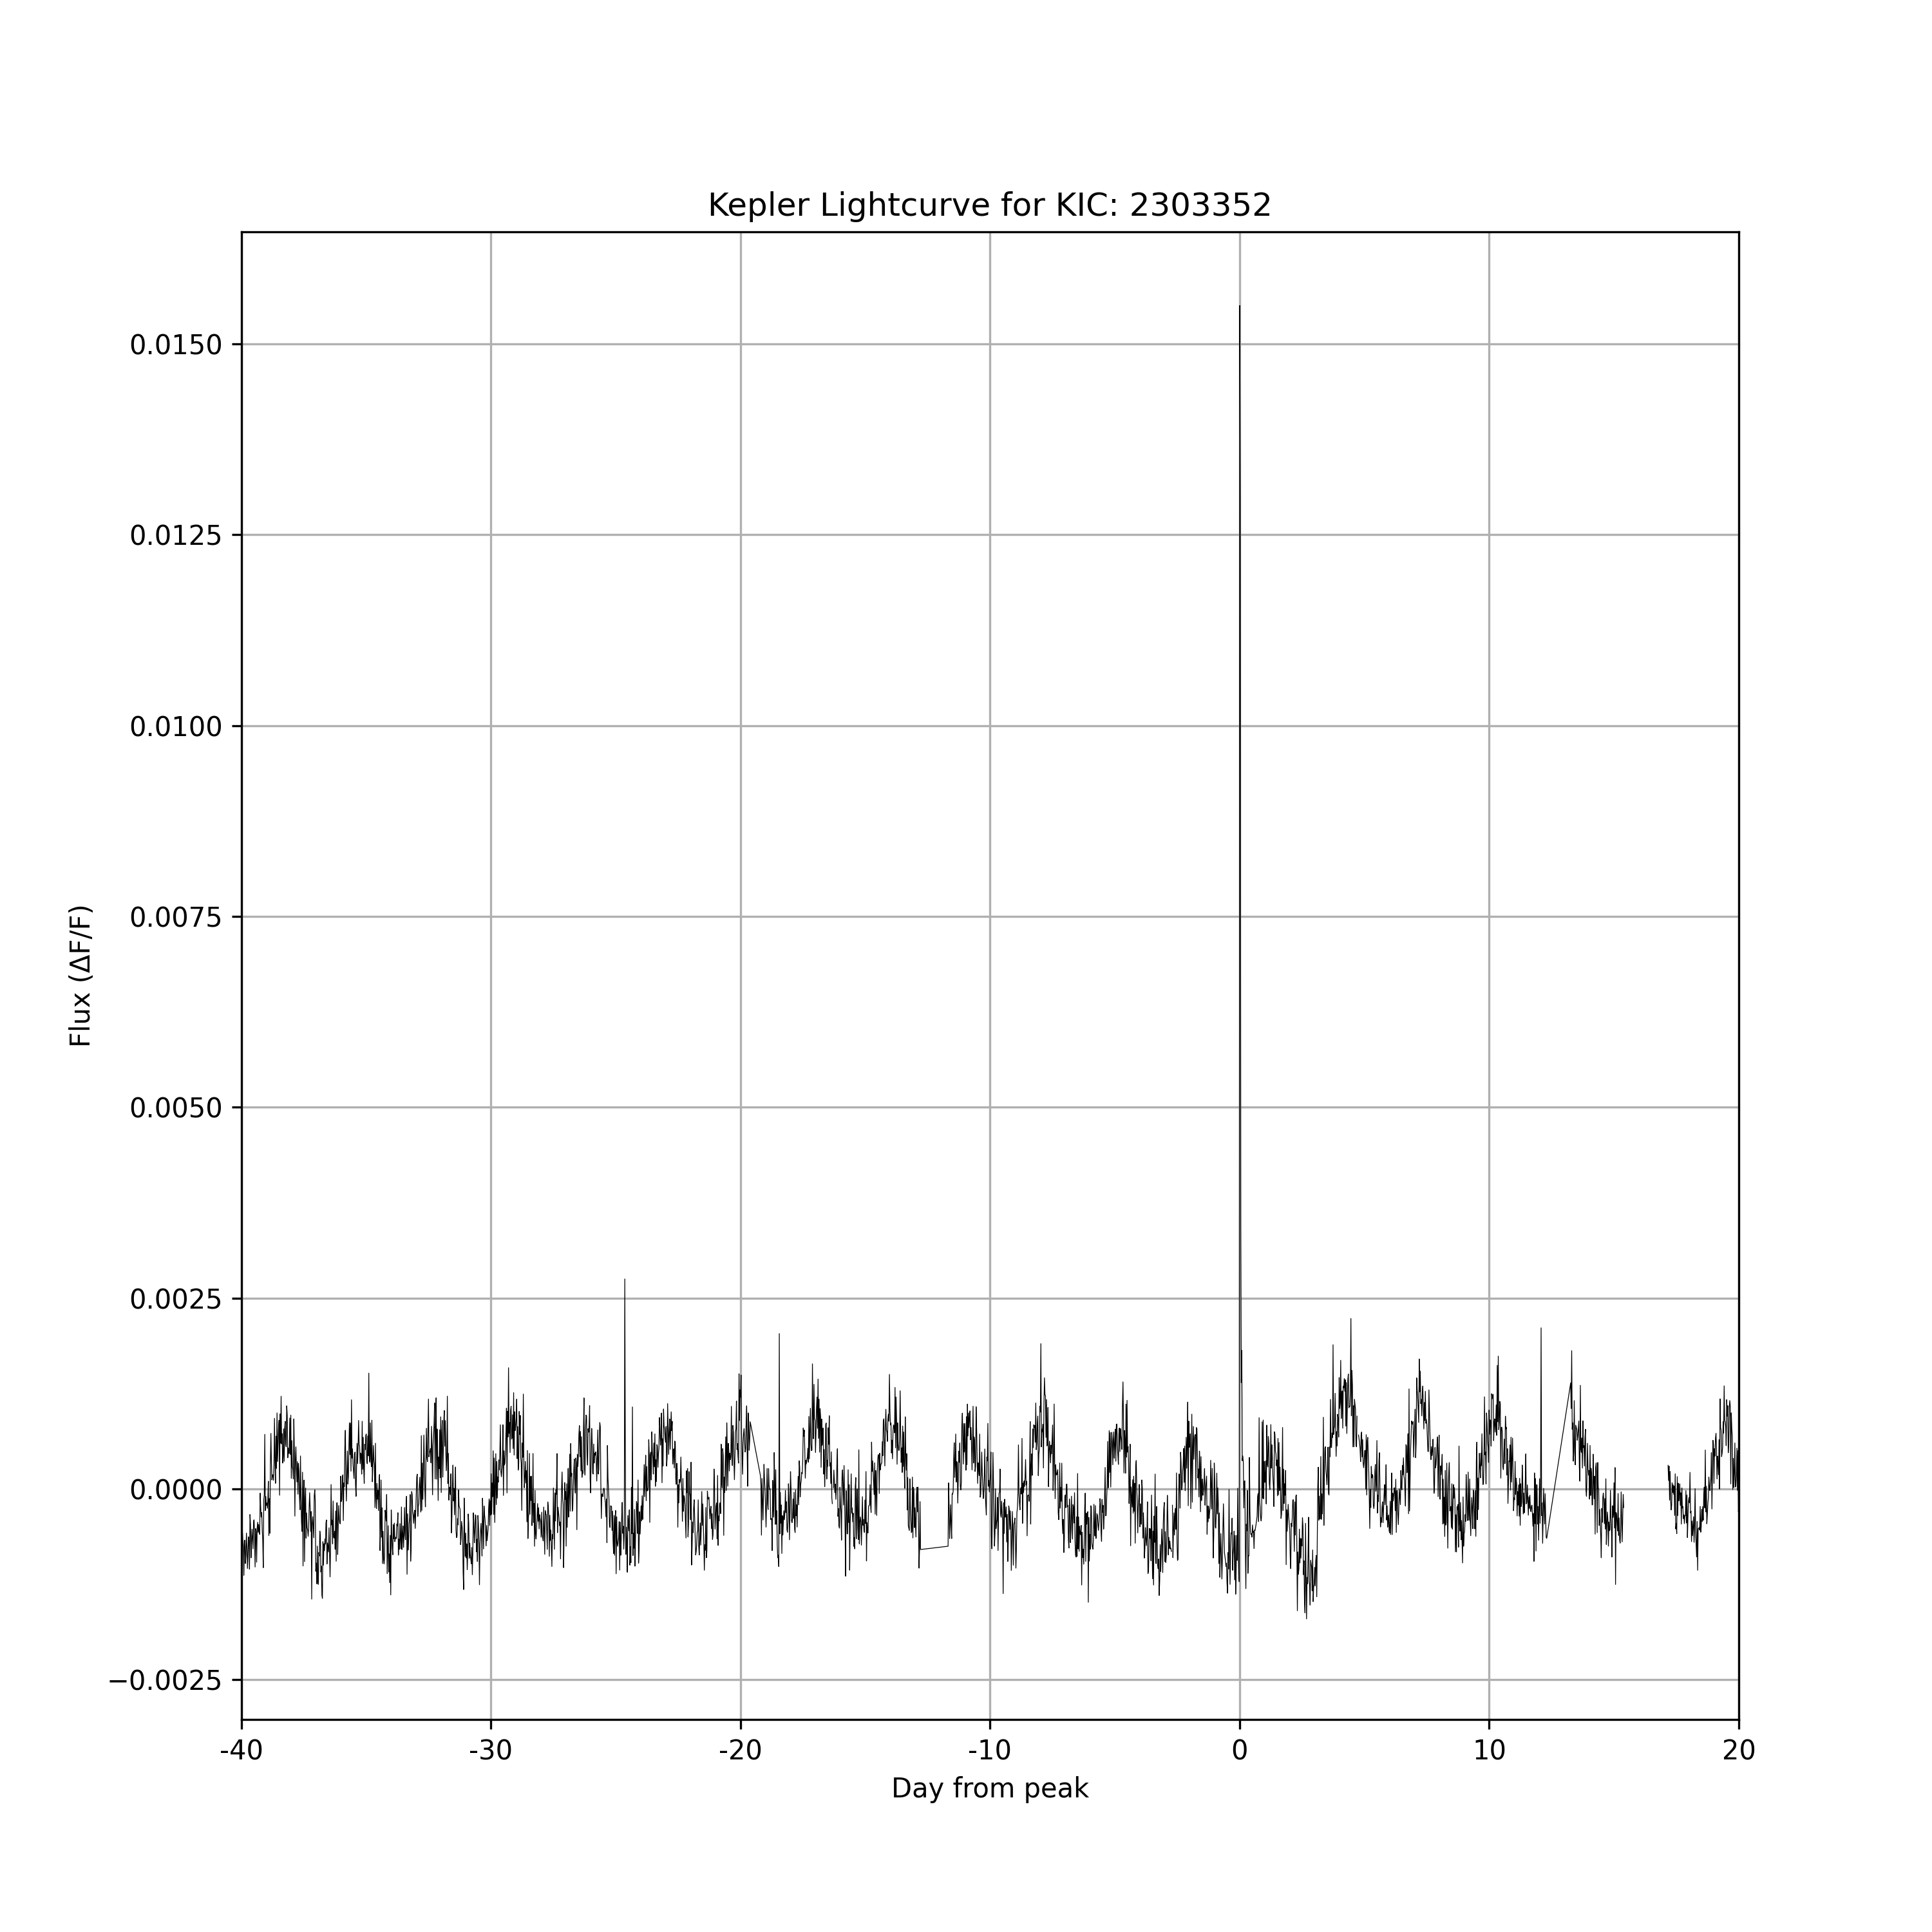 Kepler Lightcurve for KIC: 2303352
0.0150
0.0125
0.0100
0.0075
0.0050
0.0025
0.0000
−0.0025
Flux (ΔF/F)
-40 -30 -20 -10 0 10 20
Day from peak